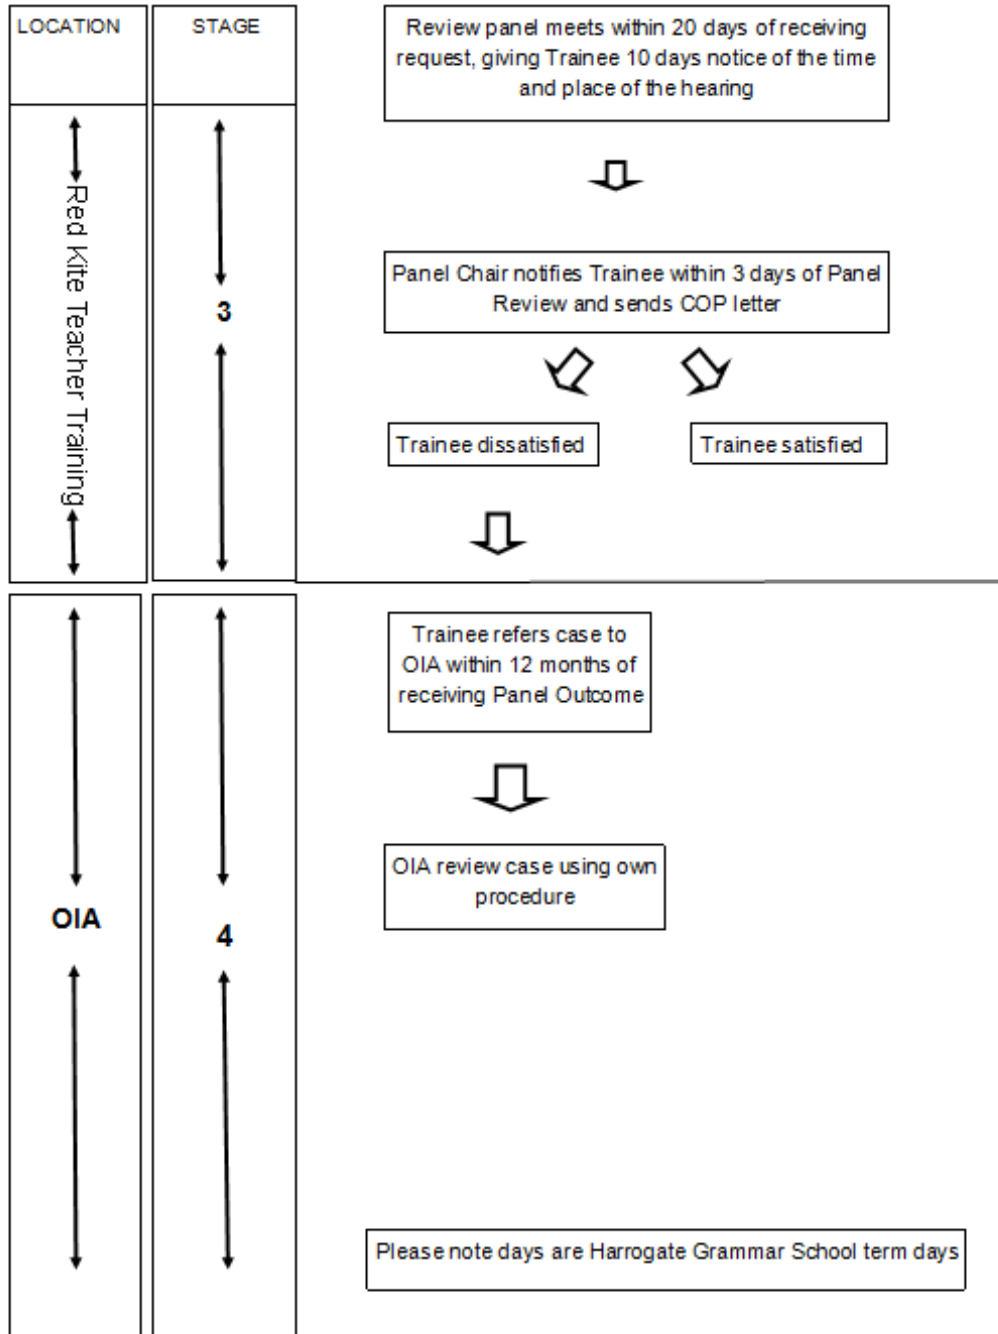 LOCATION
STAGE
Review panel meets within 20 days of receiving
request, giving Trainee 10 days notice of the time
and place of the hearing
Red Kite Teacher Training
3
Panel Chair notifies Trainee within 3 days of Panel
Review and sends COP letter
Trainee dissatisfied
Trainee satisfied
Trainee refers case to
OIA within 12 months of
receiving Panel Outcome
OIA review case using own
procedure
OIA
4
Please note days are Harrogate Grammar School term days